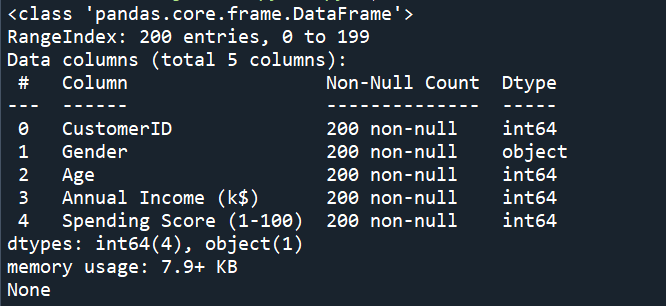 <class 'pandas.core.frame.DataFrame'>
RangeIndex: 200 entries, 0 to 199
Data columns (total 5 columns):
 #   Column                  Non-Null Count  Dtype
---  ------                  --------------  -----
 0   CustomerID              200 non-null    int64
 1   Gender                  200 non-null    object
 2   Age                     200 non-null    int64
 3   Annual Income (k$)      200 non-null    int64
 4   Spending Score (1-100)  200 non-null    int64
dtypes: int64(4), object(1)
memory usage: 7.9+ KB
None